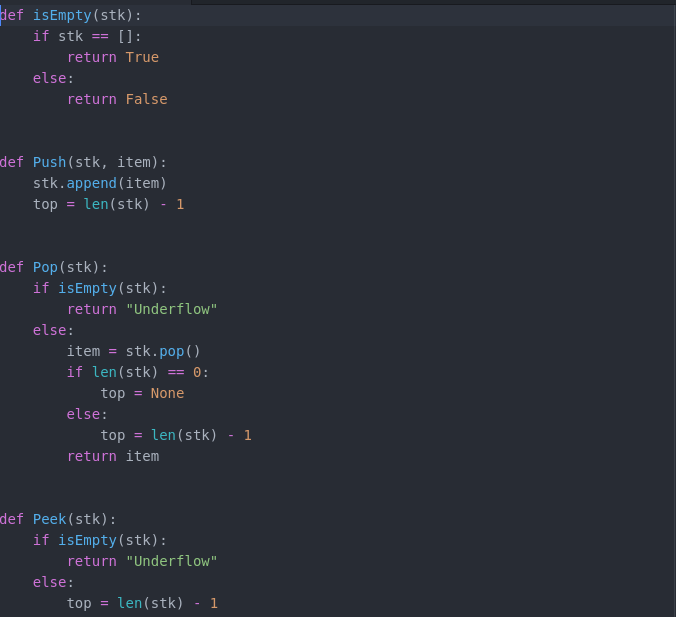 def isEmpty(stk):
    if stk == []:
        return True
    else:
        return False
def Push(stk, item):
    stk.append(item)
    top = len(stk) - 1
def Pop(stk):
    if isEmpty(stk):
        return "Underflow"
    else:
        item = stk.pop()
        if len(stk) == 0:
            top = None
        else:
            top = len(stk) - 1
        return item
def Peek(stk):
    if isEmpty(stk):
        return "Underflow"
    else:
        top = len(stk) - 1